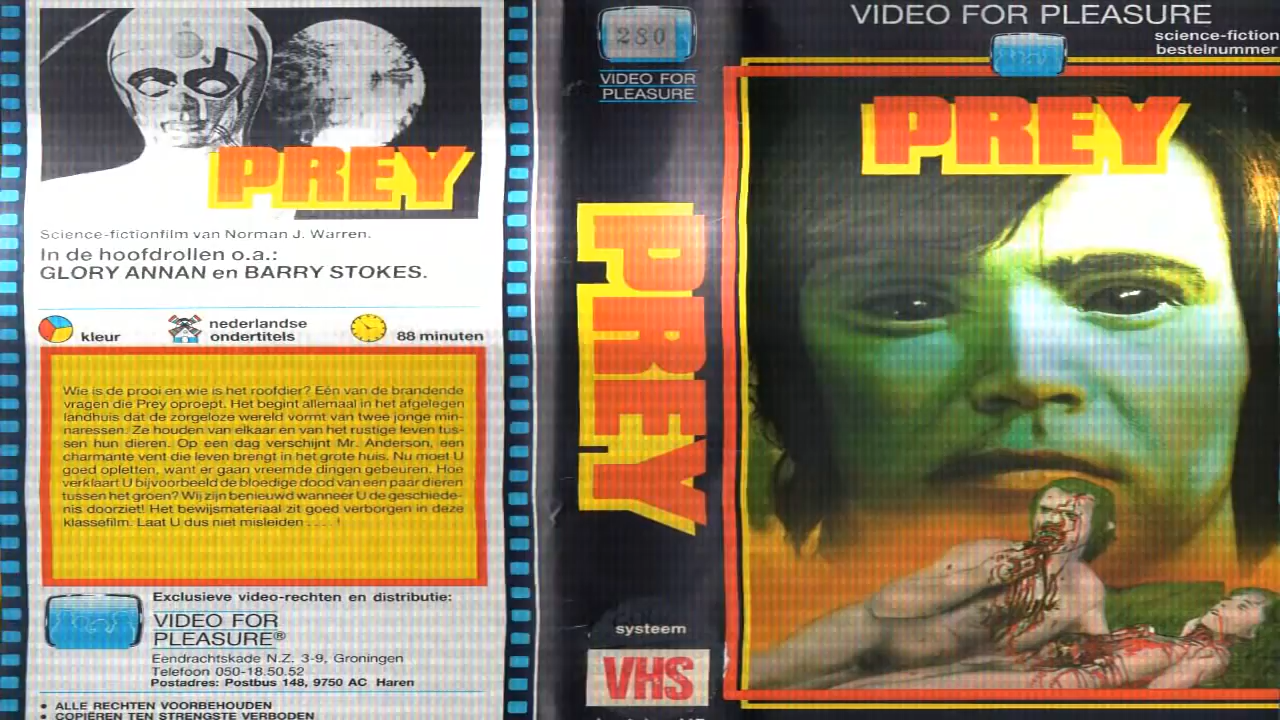 PREY
Science-fictionfilm van Norman J. Warren.
In de hoofdrollen o.a.:
GLORY ANNAN en BARRY STOKES.
kleur
nederlandse
ondertitels
88 minuten
Wie is de prooi en wie is het roofdier? Eén van de brandende
vragen die Prey oproept. Het begint allemaal in het afgelegen
landhuis dat de zorgeloze wereld vormt van twee jonge min-
naressen. Ze houden van elkaar en van het rustige leven tus-
sen hun dieren. Op een dag verschijnt Mr. Anderson, een
charmante vent die leven brengt in het grote huis. Nu moet U
goed opletten, want er gaan vreemde dingen gebeuren. Hoe
verklaart U bijvoorbeeld de bloedige dood van een paar dieren
tussen het groen? Wij zijn benieuwd wanneer U de geschiede-
nis doorziet! Het bewijsmateriaal zit goed verborgen in deze
klassefilm. Laat U dus niet misleiden . . . . !
Exclusieve video-rechten en distributie:
VIDEO FOR
PLEASURE®
Eendrachtskade N.Z. 3-9, Groningen
Telefoon 050-18.50.52
Postadres: Postbus 148, 9750 AC Haren
• ALLE RECHTEN VOORBEHOUDEN
• COPIËREN TEN STRENGSTE VERBODEN
280
VIDEO FOR
PLEASURE
PREY
systeem
VHS
VIDEO FOR PLEASURE
science-fiction
bestelnummer
PREY